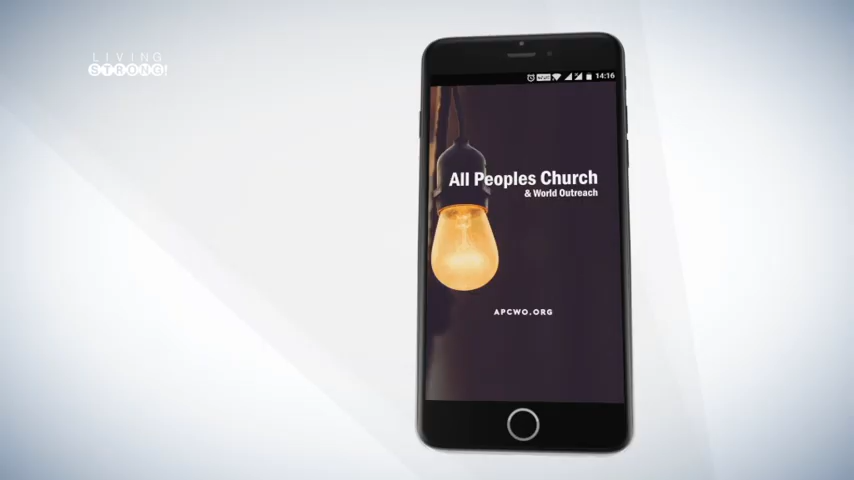 LIVING
STRONG!
14:16
All Peoples Church
& World Outreach
APCWO.ORG